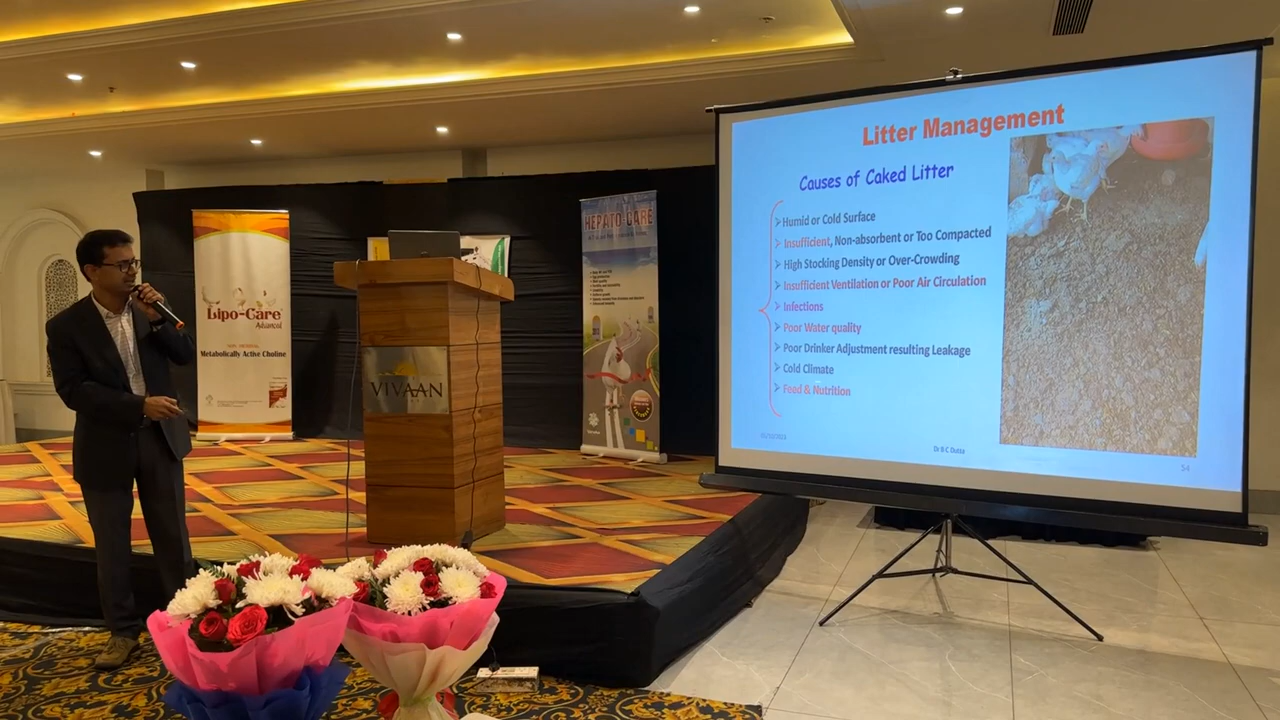 Litter Management
Causes of Caked Litter
Humid or Cold Surface
Insufficient, Non-absorbent or Too Compacted
High Stocking Density or Over-Crowding
Insufficient Ventilation or Poor Air Circulation
Infections
Poor Water quality
Poor Drinker Adjustment resulting Leakage
Cold Climate
Feed & Nutrition
Dr B C Dutta
54
Lipo-Care
Advanced
Metabolically Active Choline
VIVAAN
HEPATO CARE